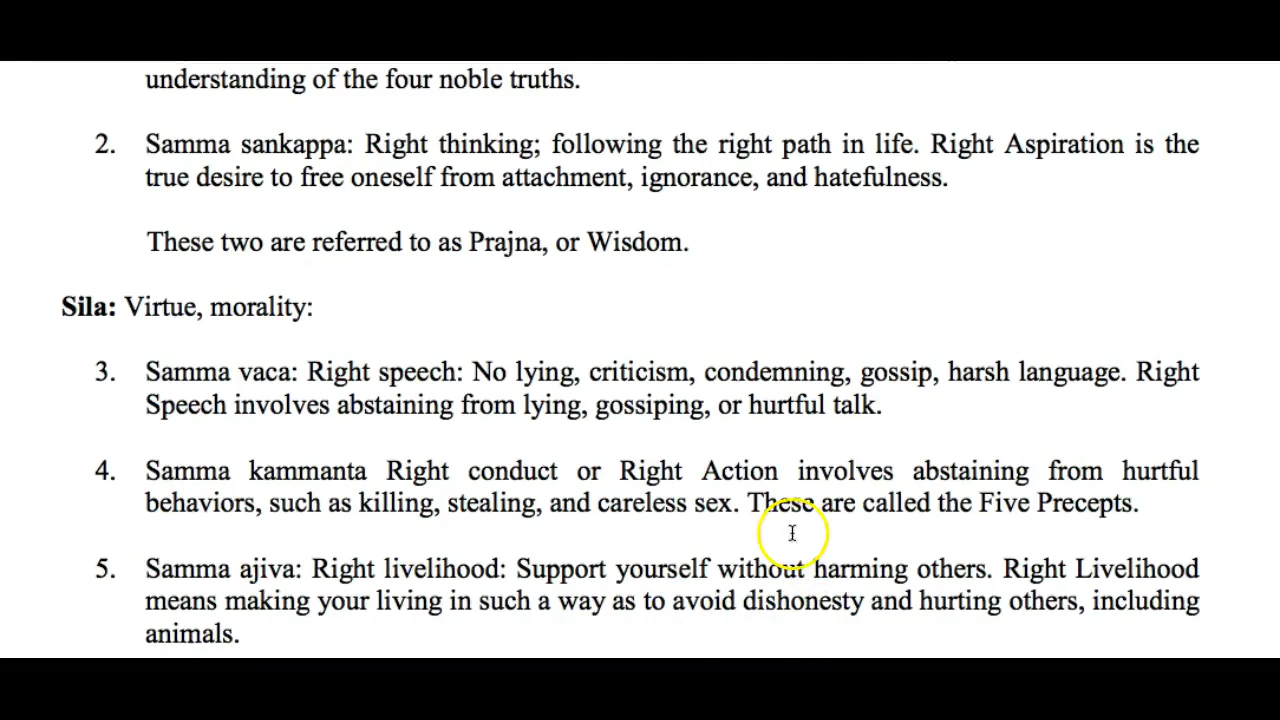 understanding of the four noble truths.
2. Samma sankappa: Right thinking; following the right path in life. Right Aspiration is the
true desire to free oneself from attachment, ignorance, and hatefulness.
These two are referred to as Prajna, or Wisdom.
Sila: Virtue, morality:
3. Samma vaca: Right speech: No lying, criticism, condemning, gossip, harsh language. Right
Speech involves abstaining from lying, gossiping, or hurtful talk.
4. Samma kammanta Right conduct or Right Action involves abstaining from hurtful
behaviors, such as killing, stealing, and careless sex. These are called the Five Precepts.
5. Samma ajiva: Right livelihood: Support yourself without harming others. Right Livelihood
means making your living in such a way as to avoid dishonesty and hurting others, including
animals.